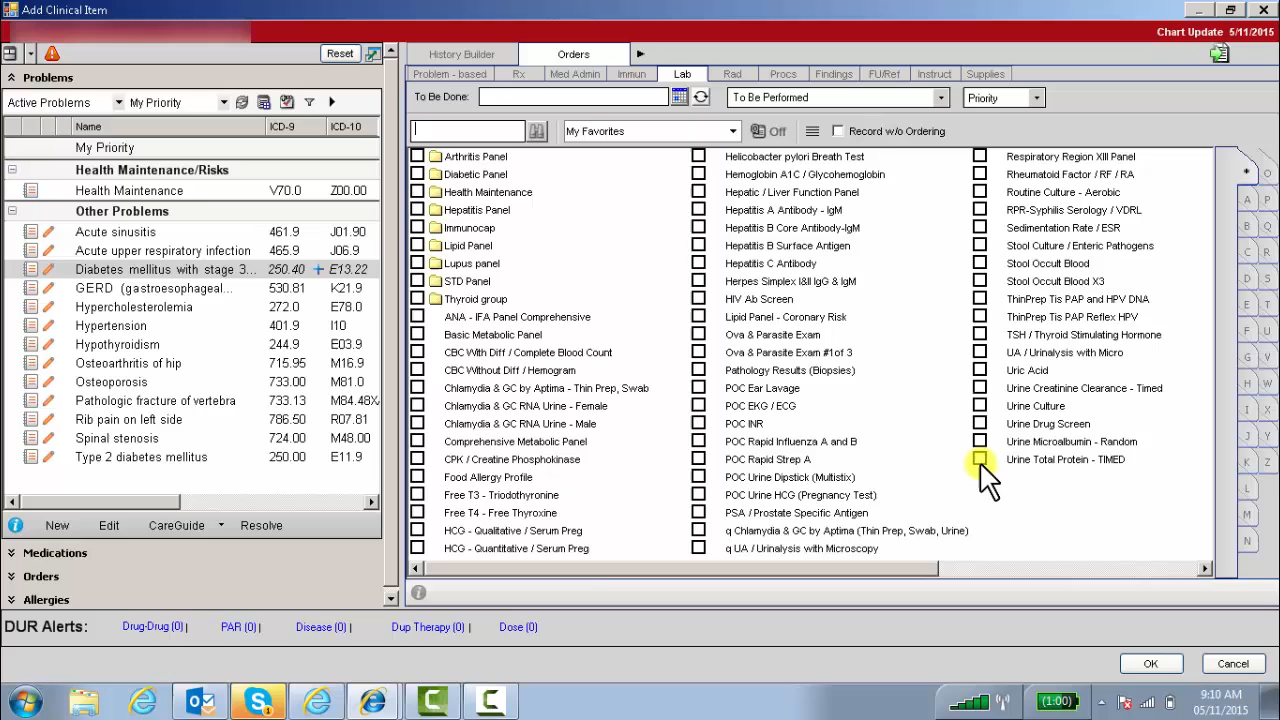 Add Clinical Item
Chart Update 5/11/2015
Reset
Problems
Active Problems My Priority
Name ICD-9 ICD-10
My Priority
Health Maintenance/Risks
Health Maintenance V70.0 Z00.00
Other Problems
Acute sinusitis 461.9 J01.90
Acute upper respiratory infection 465.9 J06.9
Diabetes mellitus with stage 3... 250.40 E13.22
GERD (gastroesophageal... 530.81 K21.9
Hypercholesterolemia 272.0 E78.0
Hypertension 401.9 I10
Hypothyroidism 244.9 E03.9
Osteoarthritis of hip 715.95 M16.9
Osteoporosis 733.00 M81.0
Pathologic fracture of vertebra 733.13 M84.48X
Rib pain on left side 786.50 R07.81
Spinal stenosis 724.00 M48.00
Type 2 diabetes mellitus 250.00 E11.9
New Edit CareGuide Resolve
Medications
Orders
Allergies
History Builder Orders
Problem - based Rx Med Admin Immun Lab Rad Procs Findings FU/Ref Instruct Supplies
To Be Done: To Be Performed Priority
My Favorites Off Record w/o Ordering
Arthritis Panel
Diabetic Panel
Health Maintenance
Hepatitis Panel
Immunocap
Lipid Panel
Lupus panel
STD Panel
Thyroid group
ANA - IFA Panel Comprehensive
Basic Metabolic Panel
CBC With Diff / Complete Blood Count
CBC Without Diff / Hemogram
Chlamydia & GC by Aptima - Thin Prep, Swab
Chlamydia & GC RNA Urine - Female
Chlamydia & GC RNA Urine - Male
Comprehensive Metabolic Panel
CPK / Creatine Phosphokinase
Food Allergy Profile
Free T3 - Triodothyronine
Free T4 - Free Thyroxine
HCG - Qualitative / Serum Preg
HCG - Quantitative / Serum Preg
Helicobacter pylori Breath Test
Hemoglobin A1C / Glycohemoglobin
Hepatic / Liver Function Panel
Hepatitis A Antibody - IgM
Hepatitis B Core Antibody-IgM
Hepatitis B Surface Antigen
Hepatitis C Antibody
Herpes Simplex I&II IgG & IgM
HIV Ab Screen
Lipid Panel - Coronary Risk
Ova & Parasite Exam
Ova & Parasite Exam #1of 3
Pathology Results (Biopsies)
POC Ear Lavage
POC EKG / ECG
POC INR
POC Rapid Influenza A and B
POC Rapid Strep A
POC Urine Dipstick (Multistix)
POC Urine HCG (Pregnancy Test)
PSA / Prostate Specific Antigen
q Chlamydia & GC by Aptima (Thin Prep, Swab, Urine)
q UA / Urinalysis with Microscopy
Respiratory Region XIII Panel
Rheumatoid Factor / RF / RA
Routine Culture - Aerobic
RPR-Syphilis Serology / VDRL
Sedimentation Rate / ESR
Stool Culture / Enteric Pathogens
Stool Occult Blood
Stool Occult Blood X3
ThinPrep Tis PAP and HPV DNA
ThinPrep Tis PAP Reflex HPV
TSH / Thyroid Stimulating Hormone
UA / Urinalysis with Micro
Uric Acid
Urine Creatinine Clearance - Timed
Urine Culture
Urine Drug Screen
Urine Microalbumin - Random
Urine Total Protein - TIMED
* O
A P
B Q
C R
D S
E T
F U
G V
H W
I X
J Y
K Z
L
M
N
DUR Alerts: Drug-Drug (0) | PAR (0) | Disease (0) | Dup Therapy (0) | Dose (0)
OK Cancel
(1:00)
9:10 AM
05/11/2015